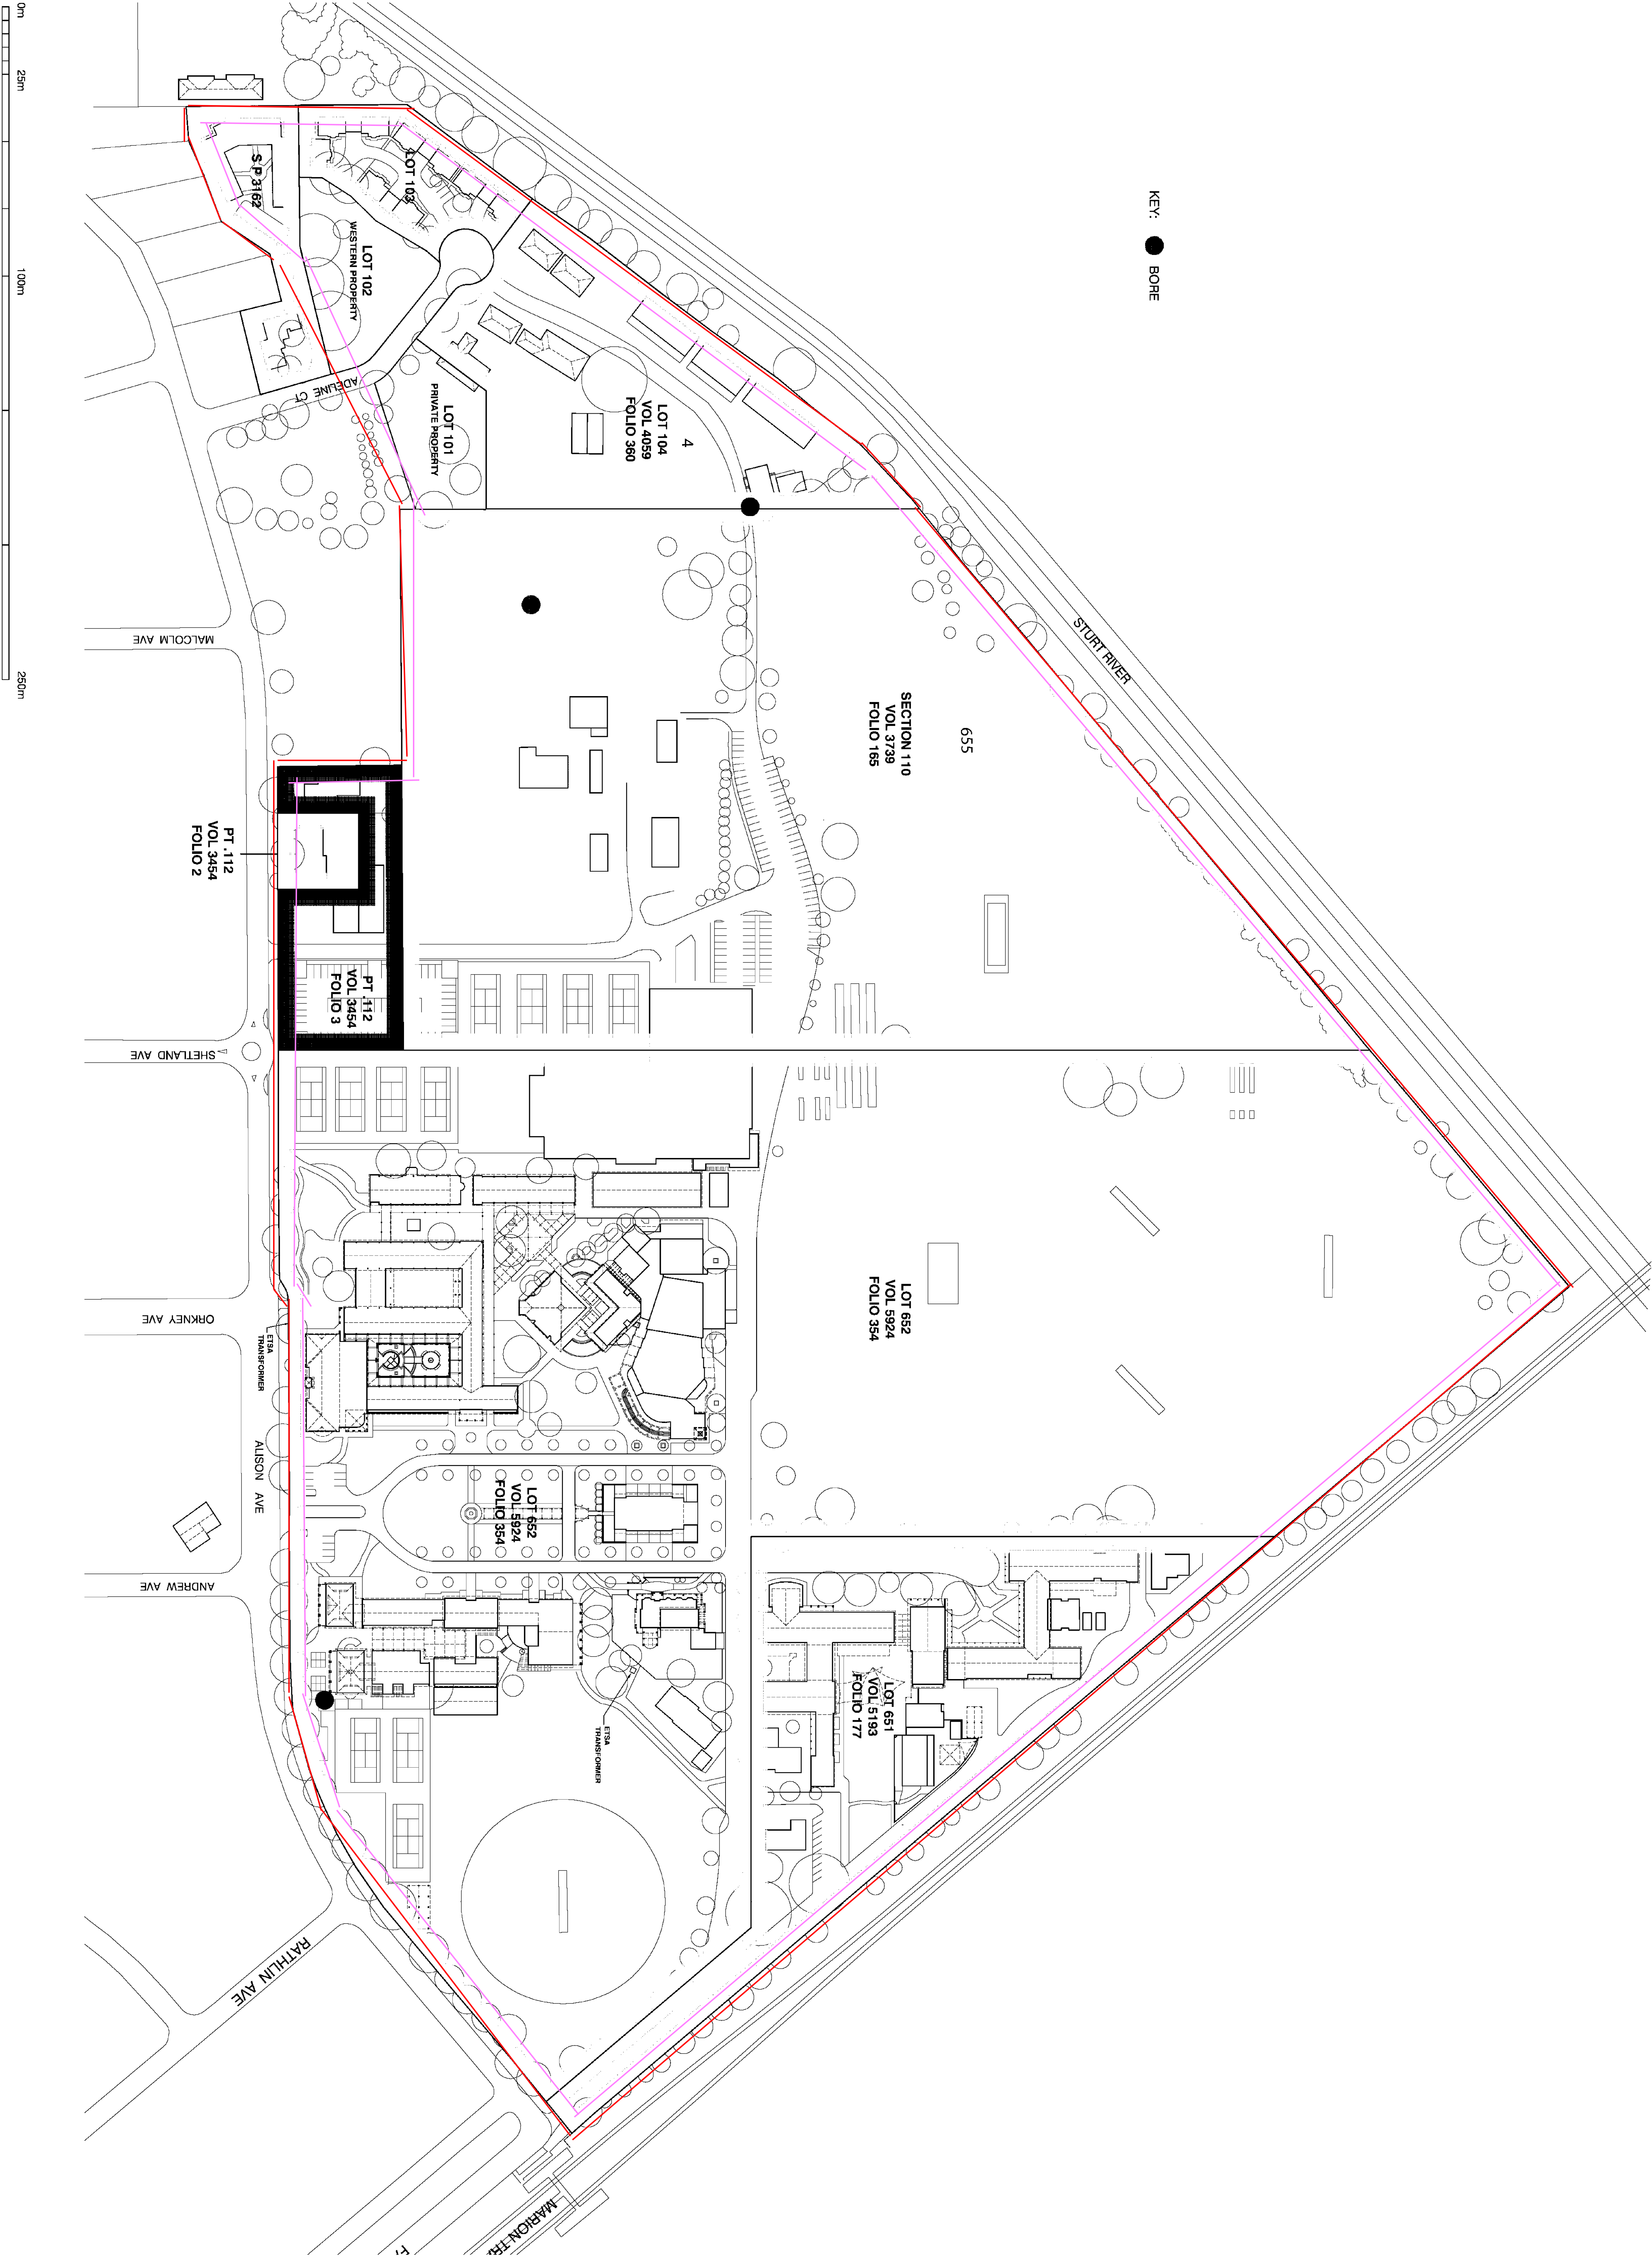 0m
25m
100m
250m
KEY:
BORE
S P 3162
LOT 103
LOT 102
WESTERN PROPERTY
ADELINE CT
LOT 101
PRIVATE PROPERTY
LOT 104
VOL 4059
FOLIO 360
4
STURT RIVER
MALCOLM AVE
SECTION 110
VOL 3739
FOLIO 165
655
PT .112
VOL 3454
FOLIO 2
PT .112
VOL 3454
FOLIO 3
SHETLAND AVE
LOT 652
VOL 5924
FOLIO 354
ORKNEY AVE
ETSA
TRANSFORMER
ALISON AVE
LOT 652
VOL 5924
FOLIO 354
ANDREW AVE
LOT 651
VOL 5193
FOLIO 177
ETSA
TRANSFORMER
RATHLIN AVE
MARION